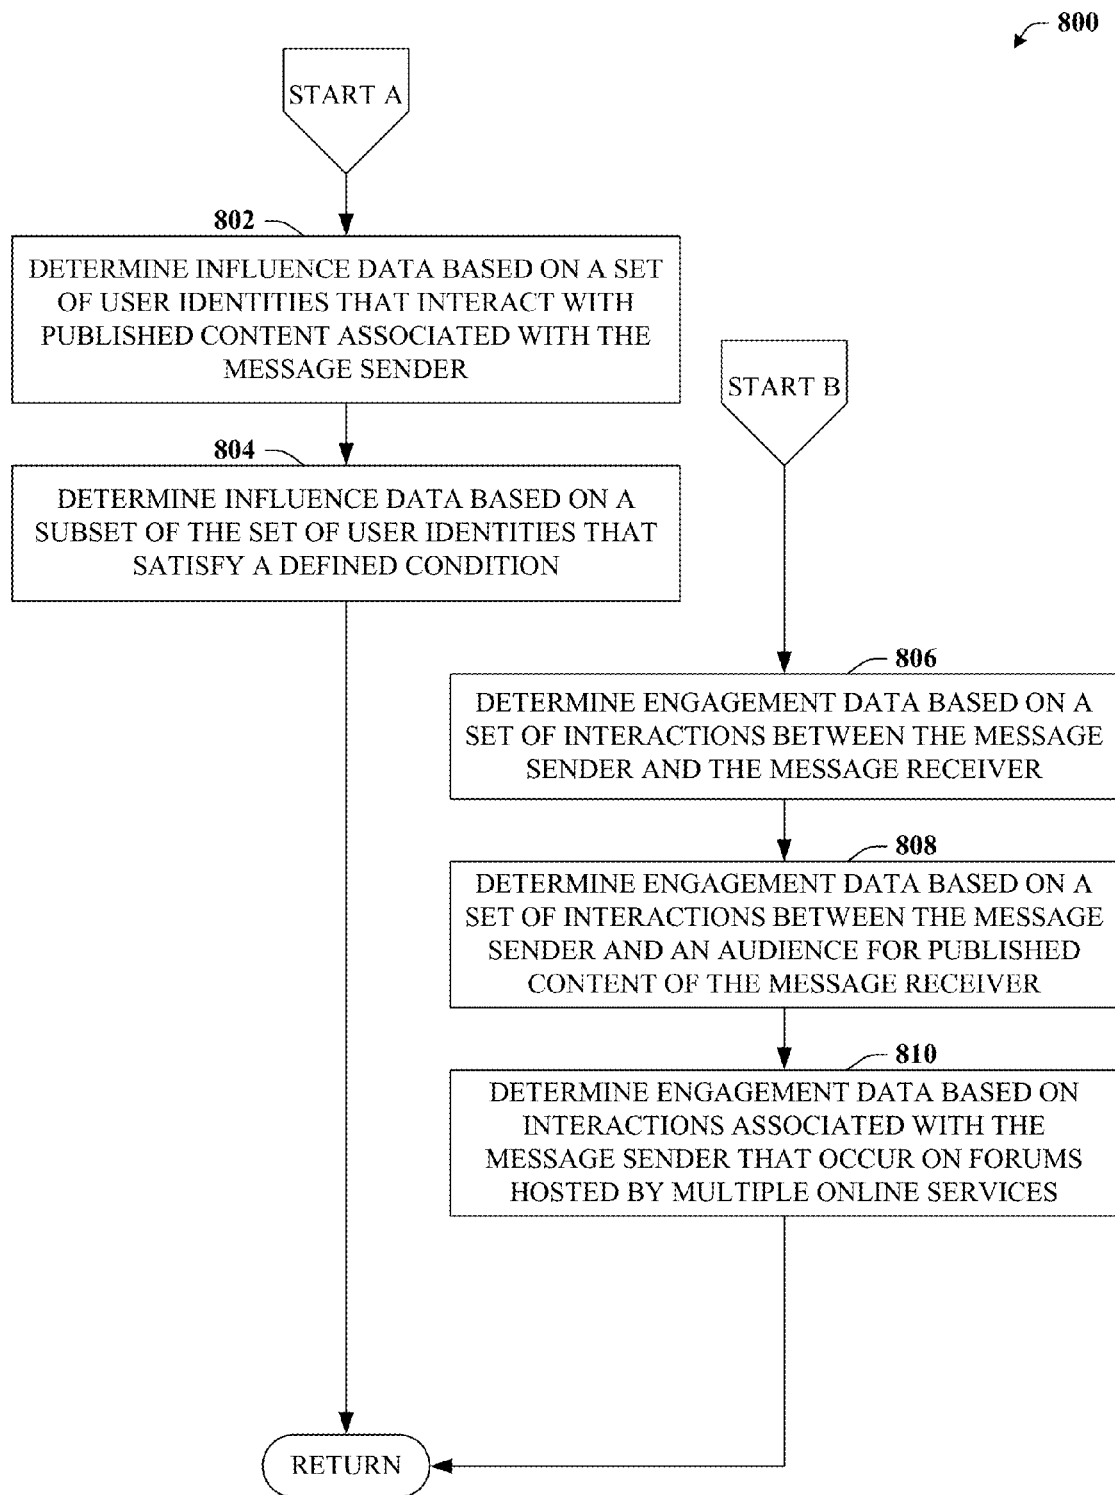 800
START A
802
DETERMINE INFLUENCE DATA BASED ON A SET
OF USER IDENTITIES THAT INTERACT WITH
PUBLISHED CONTENT ASSOCIATED WITH THE
MESSAGE SENDER
START B
804
DETERMINE INFLUENCE DATA BASED ON A
SUBSET OF THE SET OF USER IDENTITIES THAT
SATISFY A DEFINED CONDITION
806
DETERMINE ENGAGEMENT DATA BASED ON A
SET OF INTERACTIONS BETWEEN THE MESSAGE
SENDER AND THE MESSAGE RECEIVER
808
DETERMINE ENGAGEMENT DATA BASED ON A
SET OF INTERACTIONS BETWEEN THE MESSAGE
SENDER AND AN AUDIENCE FOR PUBLISHED
CONTENT OF THE MESSAGE RECEIVER
810
DETERMINE ENGAGEMENT DATA BASED ON
INTERACTIONS ASSOCIATED WITH THE
MESSAGE SENDER THAT OCCUR ON FORUMS
HOSTED BY MULTIPLE ONLINE SERVICES
RETURN